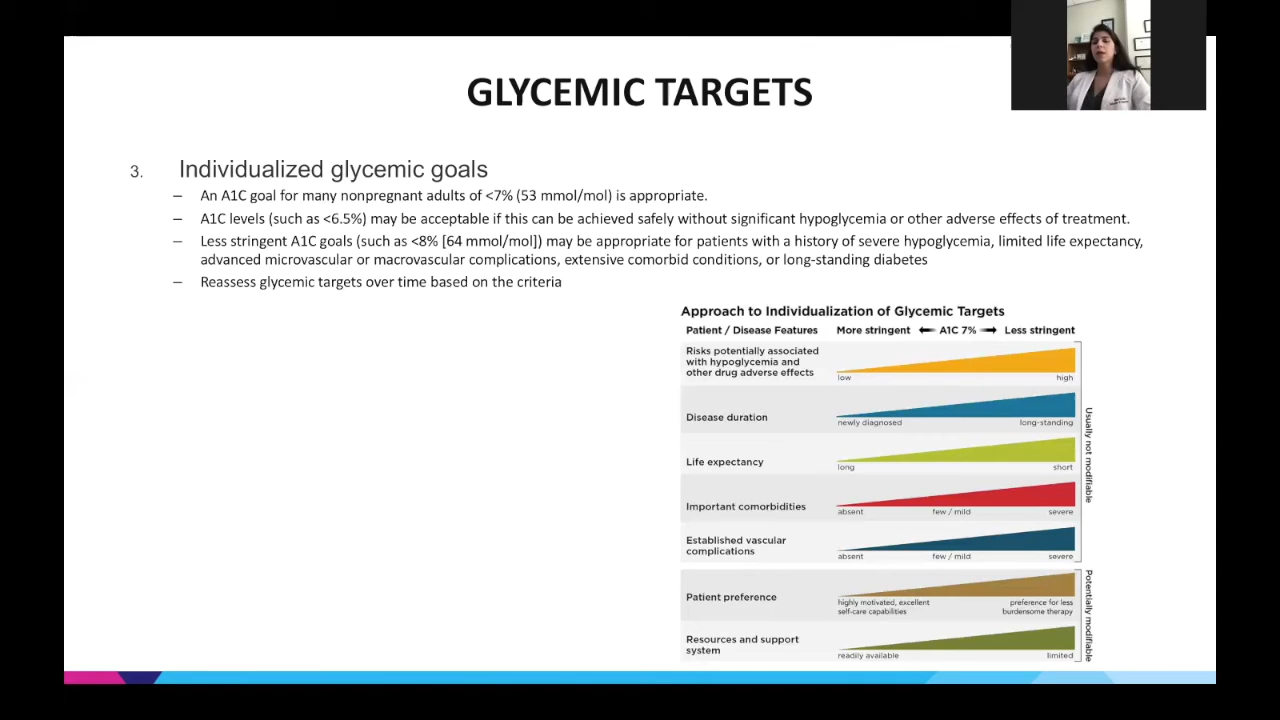 GLYCEMIC TARGETS
3. Individualized glycemic goals
– An A1C goal for many nonpregnant adults of <7% (53 mmol/mol) is appropriate.
– A1C levels (such as <6.5%) may be acceptable if this can be achieved safely without significant hypoglycemia or other adverse effects of treatment.
– Less stringent A1C goals (such as <8% [64 mmol/mol]) may be appropriate for patients with a history of severe hypoglycemia, limited life expectancy,
advanced microvascular or macrovascular complications, extensive comorbid conditions, or long-standing diabetes
– Reassess glycemic targets over time based on the criteria
Approach to Individualization of Glycemic Targets
Patient / Disease Features More stringent ← A1C 7% → Less stringent
Risks potentially associated
with hypoglycemia and
other drug adverse effects
low high
Disease duration
newly diagnosed long-standing
Life expectancy
long short
Important comorbidities
absent few / mild severe
Established vascular
complications
absent few / mild severe
Usually not modifiable
Patient preference
highly motivated, excellent
self-care capabilities
preference for less
burdensome therapy
Resources and support
system
readily available limited
Potentially modifiable